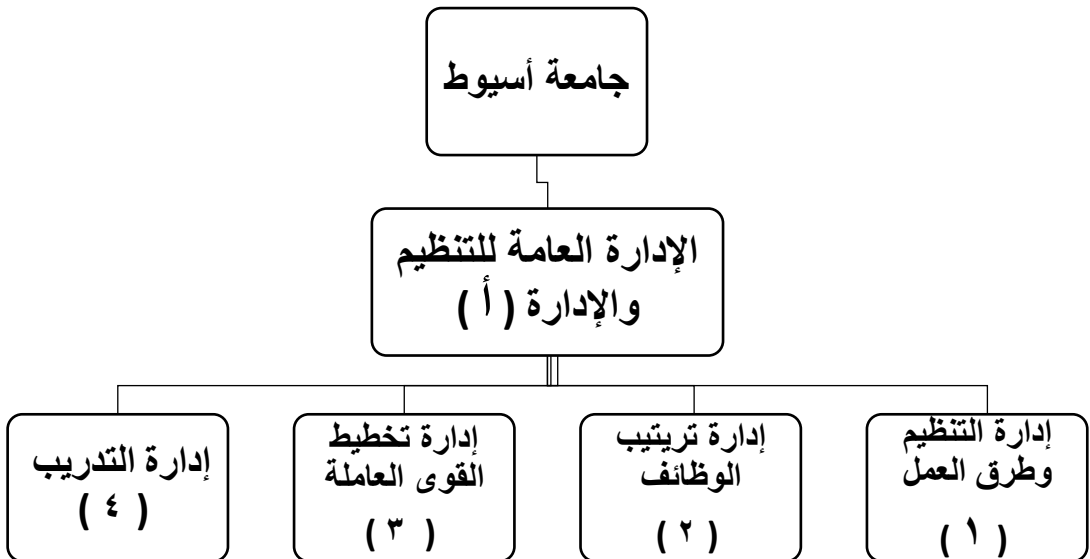 جامعة أسيوط
الإدارة العامة للتنظيم
والإدارة ( أ )
إدارة التنظيم
وطرق العمل
( ١ )
إدارة تريتيب
الوظائف
( ٢ )
إدارة تخطيط
القوى العاملة
( ٣ )
إدارة التدريب
( ٤ )